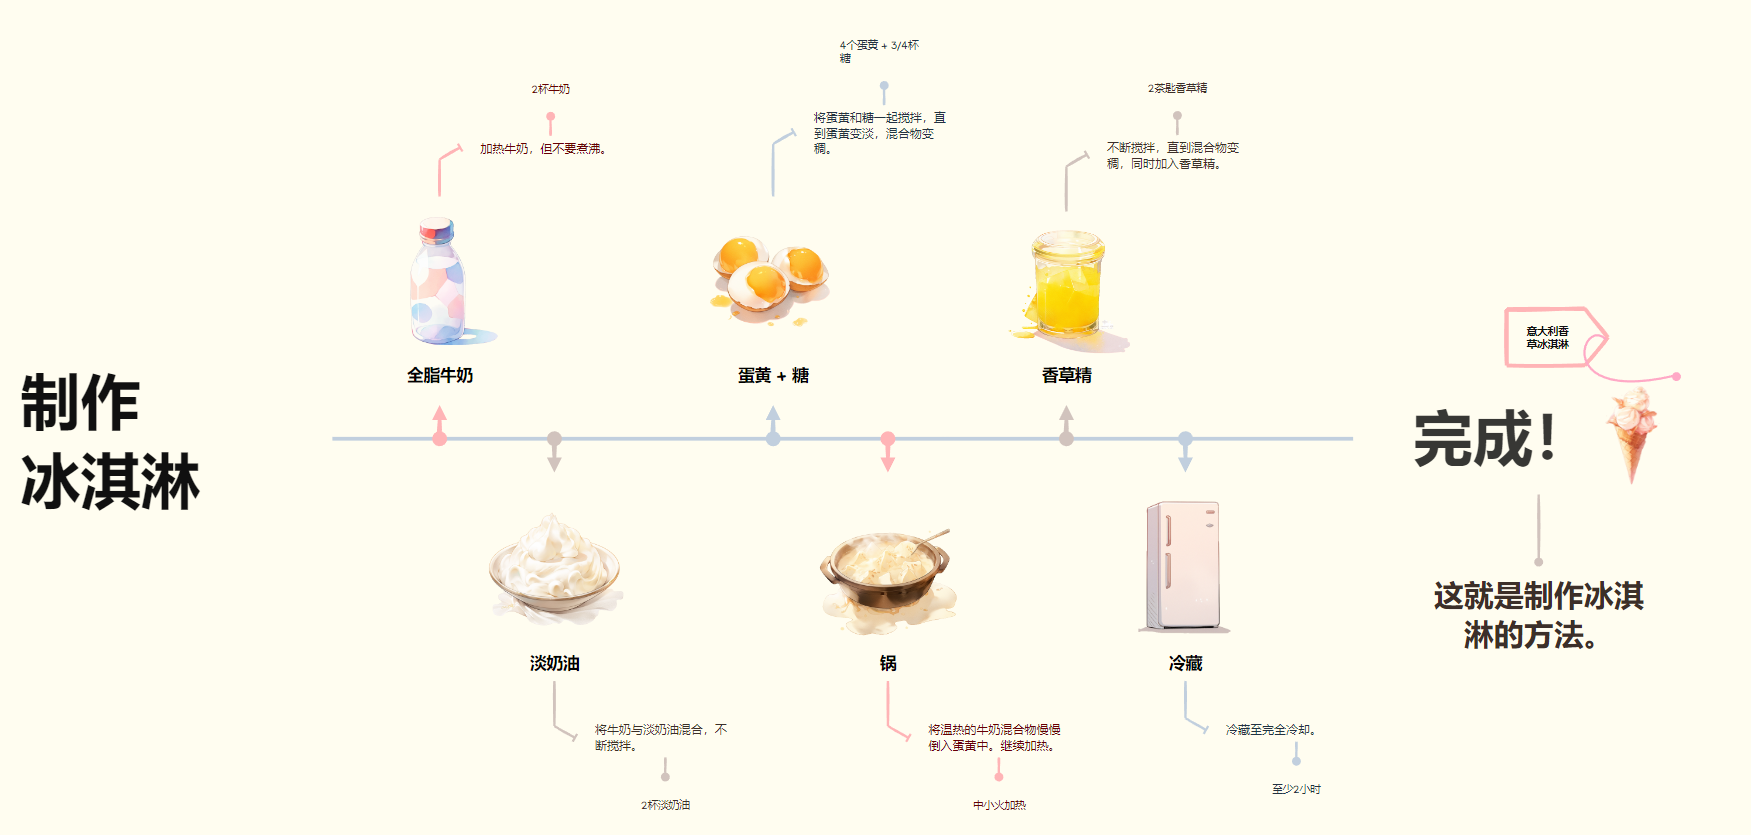 制作
冰淇淋
2杯牛奶
加热牛奶，但不要煮沸。
全脂牛奶
淡奶油
将牛奶与淡奶油混合，不
断搅拌。
2杯淡奶油
4个蛋黄 + 3/4杯
糖
将蛋黄和糖一起搅拌，直
到蛋黄变淡，混合物变
稠。
蛋黄 + 糖
锅
将温热的牛奶混合物慢慢
倒入蛋黄中。继续加热。
中小火加热
2茶匙香草精
不断搅拌，直到混合物变
稠，同时加入香草精。
香草精
冷藏
冷藏至完全冷却。
至少2小时
意大利香
草冰淇淋
完成！
这就是制作冰淇
淋的方法。